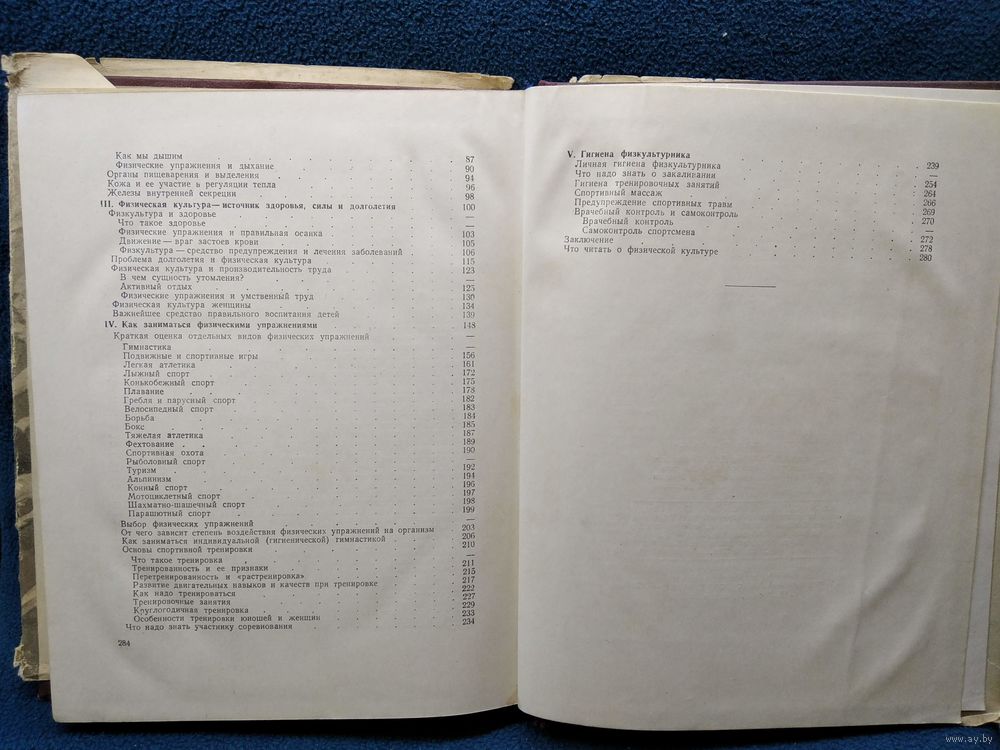 Как мы дышим 87
Физические упражнения и дыхание 90
Органы пищеварения и выделения 94
Кожа и ее участие в регуляции тепла 96
Железы внутренней секреции 98
III. Физическая культура — источник здоровья, силы и долголетия 100
Физкультура и здоровье —
Что такое здоровье —
Физические упражнения и правильная осанка 103
Движение — враг застоев крови 105
Физкультура — средство предупреждения и лечения заболеваний 106
Проблема долголетия и физическая культура 115
Физическая культура и производительность труда 123
В чем сущность утомления? —
Активный отдых 125
Физические упражнения и умственный труд 130
Физическая культура женщины 134
Важнейшее средство правильного воспитания детей 139
IV. Как заниматься физическими упражнениями 148
Краткая оценка отдельных видов физических упражнений —
Гимнастика —
Подвижные и спортивные игры 156
Легкая атлетика 161
Лыжный спорт 172
Конькобежный спорт 175
Плавание 178
Гребля и парусный спорт 182
Велосипедный спорт 183
Борьба 184
Бокс 185
Тяжелая атлетика 187
Фехтование 189
Спортивная охота 190
Рыболовный спорт —
Туризм 192
Альпинизм 194
Конный спорт 196
Мотоциклетный спорт 197
Шахматно-шашечный спорт 198
Парашютный спорт 199
Выбор физических упражнений —
От чего зависит степень воздействия физических упражнений на организм 203
Как заниматься индивидуальной (гигиенической) гимнастикой 206
Основы спортивной тренировки 210
Что такое тренировка —
Тренированность и ее признаки 211
Перетренированность и «растренировка» 215
Развитие двигательных навыков и качеств при тренировке 217
Как надо тренироваться 222
Тренировочные занятия 227
Круглогодичная тренировка 229
Особенности тренировки юношей и женщин 233
Что надо знать участнику соревнования 234
284
V. Гигиена физкультурника 239
Личная гигиена физкультурника —
Что надо знать о закаливании 254
Гигиена тренировочных занятий 264
Спортивный массаж 266
Предупреждение спортивных травм 269
Врачебный контроль и самоконтроль 270
Врачебный контроль —
Самоконтроль спортсмена 272
Заключение 278
Что читать о физической культуре 280
www.ay.by